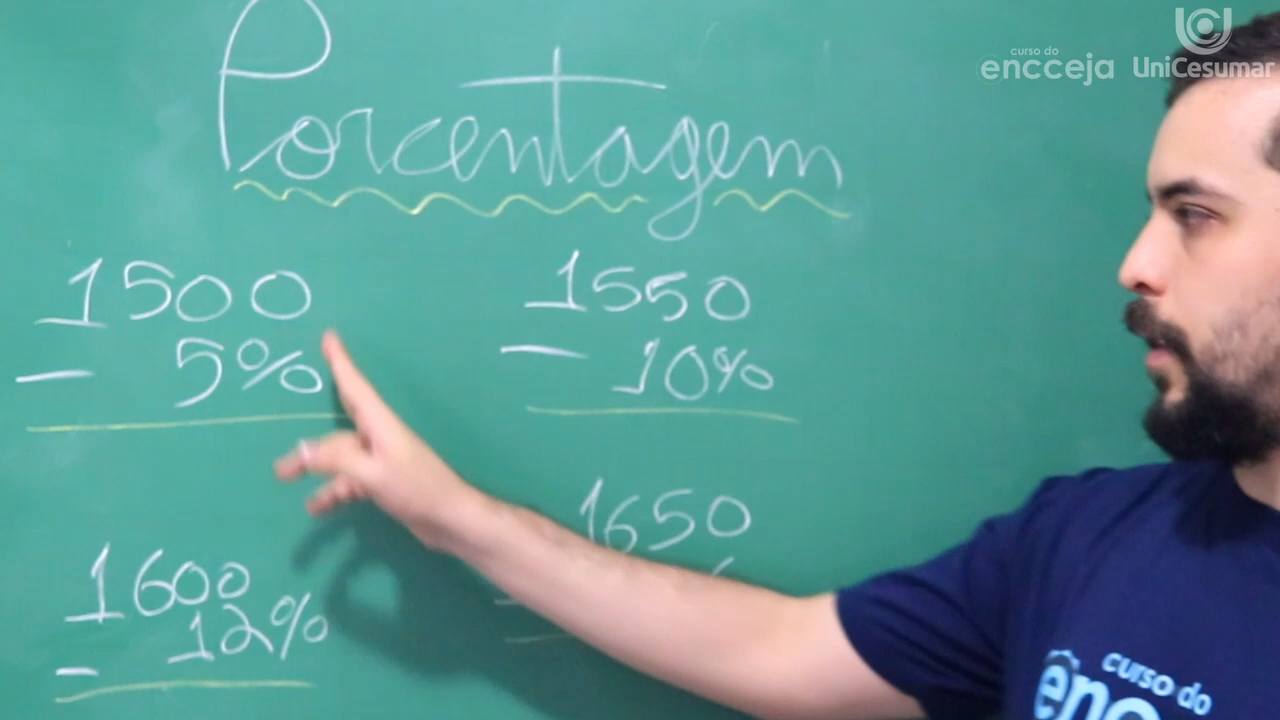 curso do
encceja UniCesumar
Porcentagem
1500
- 5%
1550
- 10%
1600
- 12%
1650
-
curso do